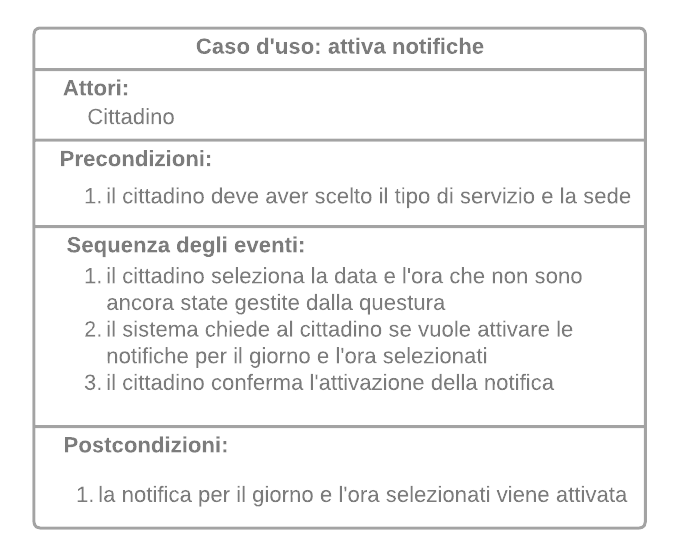 Caso d'uso: attiva notifiche
Attori:
Cittadino
Precondizioni:
1. il cittadino deve aver scelto il tipo di servizio e la sede
Sequenza degli eventi:
1. il cittadino seleziona la data e l'ora che non sono
ancora state gestite dalla questura
2. il sistema chiede al cittadino se vuole attivare le
notifiche per il giorno e l'ora selezionati
3. il cittadino conferma l'attivazione della notifica
Postcondizioni:
1. la notifica per il giorno e l'ora selezionati viene attivata